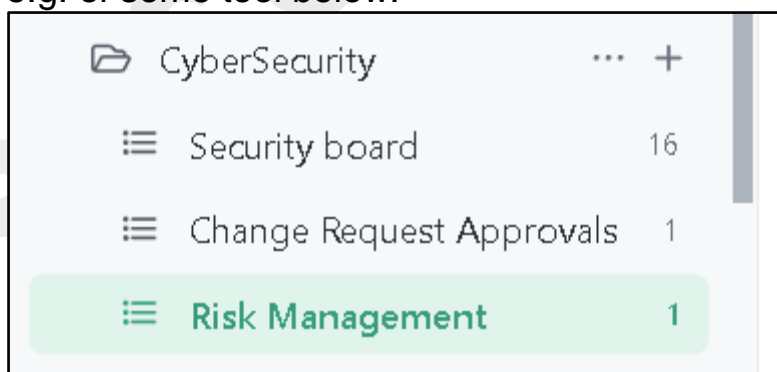 CyberSecurity ... +
Security board 16
Change Request Approvals 1
Risk Management 1